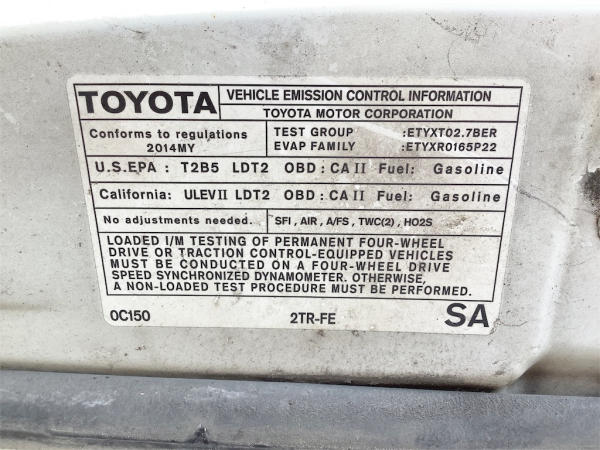 TOYOTA
VEHICLE EMISSION CONTROL INFORMATION
TOYOTA MOTOR CORPORATION
Conforms to regulations
2014MY
TEST GROUP :ETYXT02.7BER
EVAP FAMILY :ETYXR0165P22
U.S.EPA : T2B5 LDT2 OBD : CA II Fuel: Gasoline
California: ULEVII LDT2 OBD : CA II Fuel: Gasoline
No adjustments needed. SFI , AIR , A/FS , TWC(2) , HO2S
LOADED I/M TESTING OF PERMANENT FOUR-WHEEL
DRIVE OR TRACTION CONTROL-EQUIPPED VEHICLES
MUST BE CONDUCTED ON A FOUR-WHEEL DRIVE
SPEED SYNCHRONIZED DYNAMOMETER. OTHERWISE,
A NON-LOADED TEST PROCEDURE MUST BE PERFORMED.
0C150 2TR-FE SA